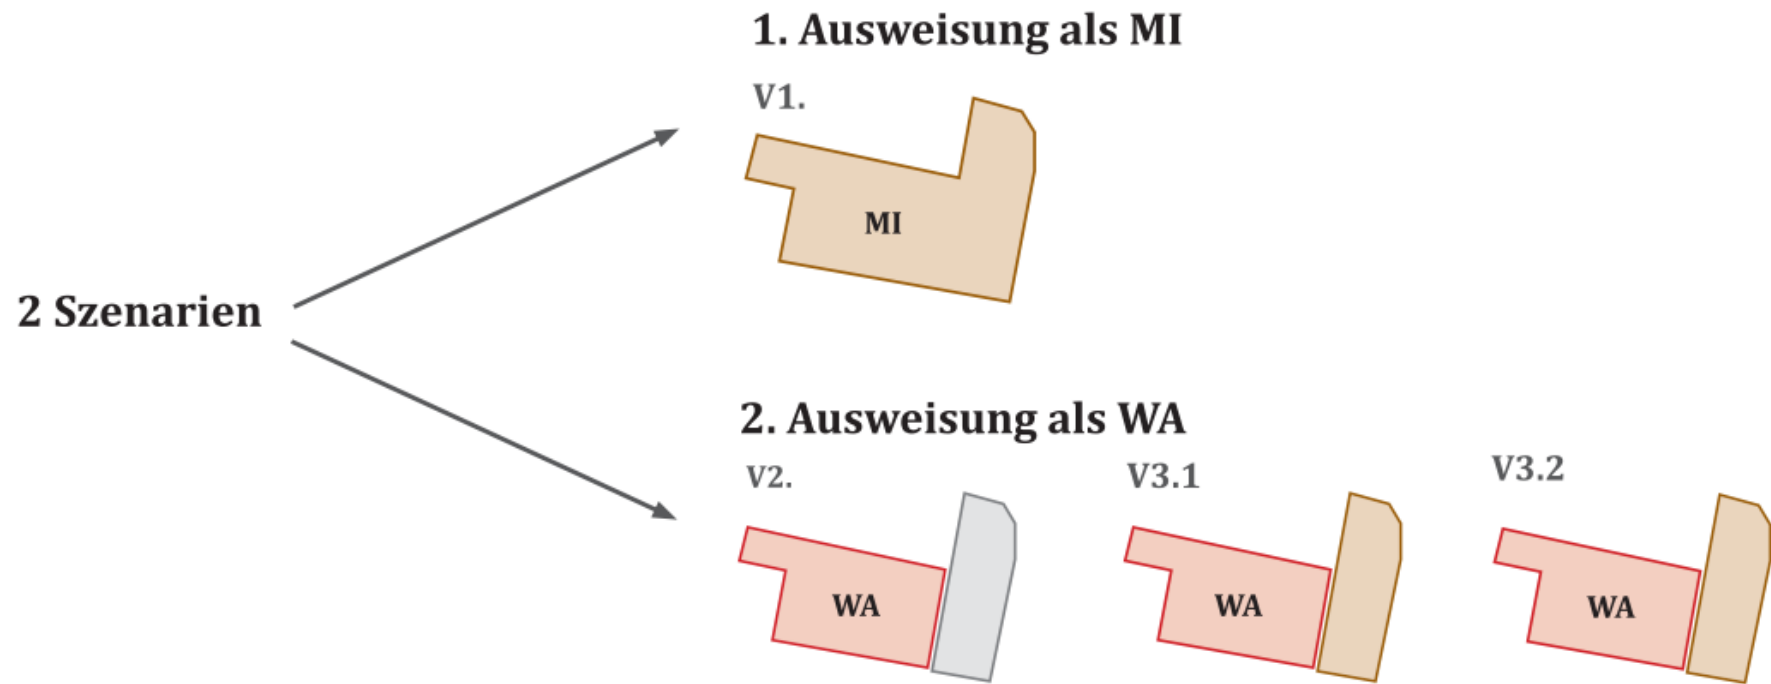 1. Ausweisung als MI
V1.
MI
2 Szenarien
2. Ausweisung als WA
V2.
V3.1
V3.2
WA
WA
WA